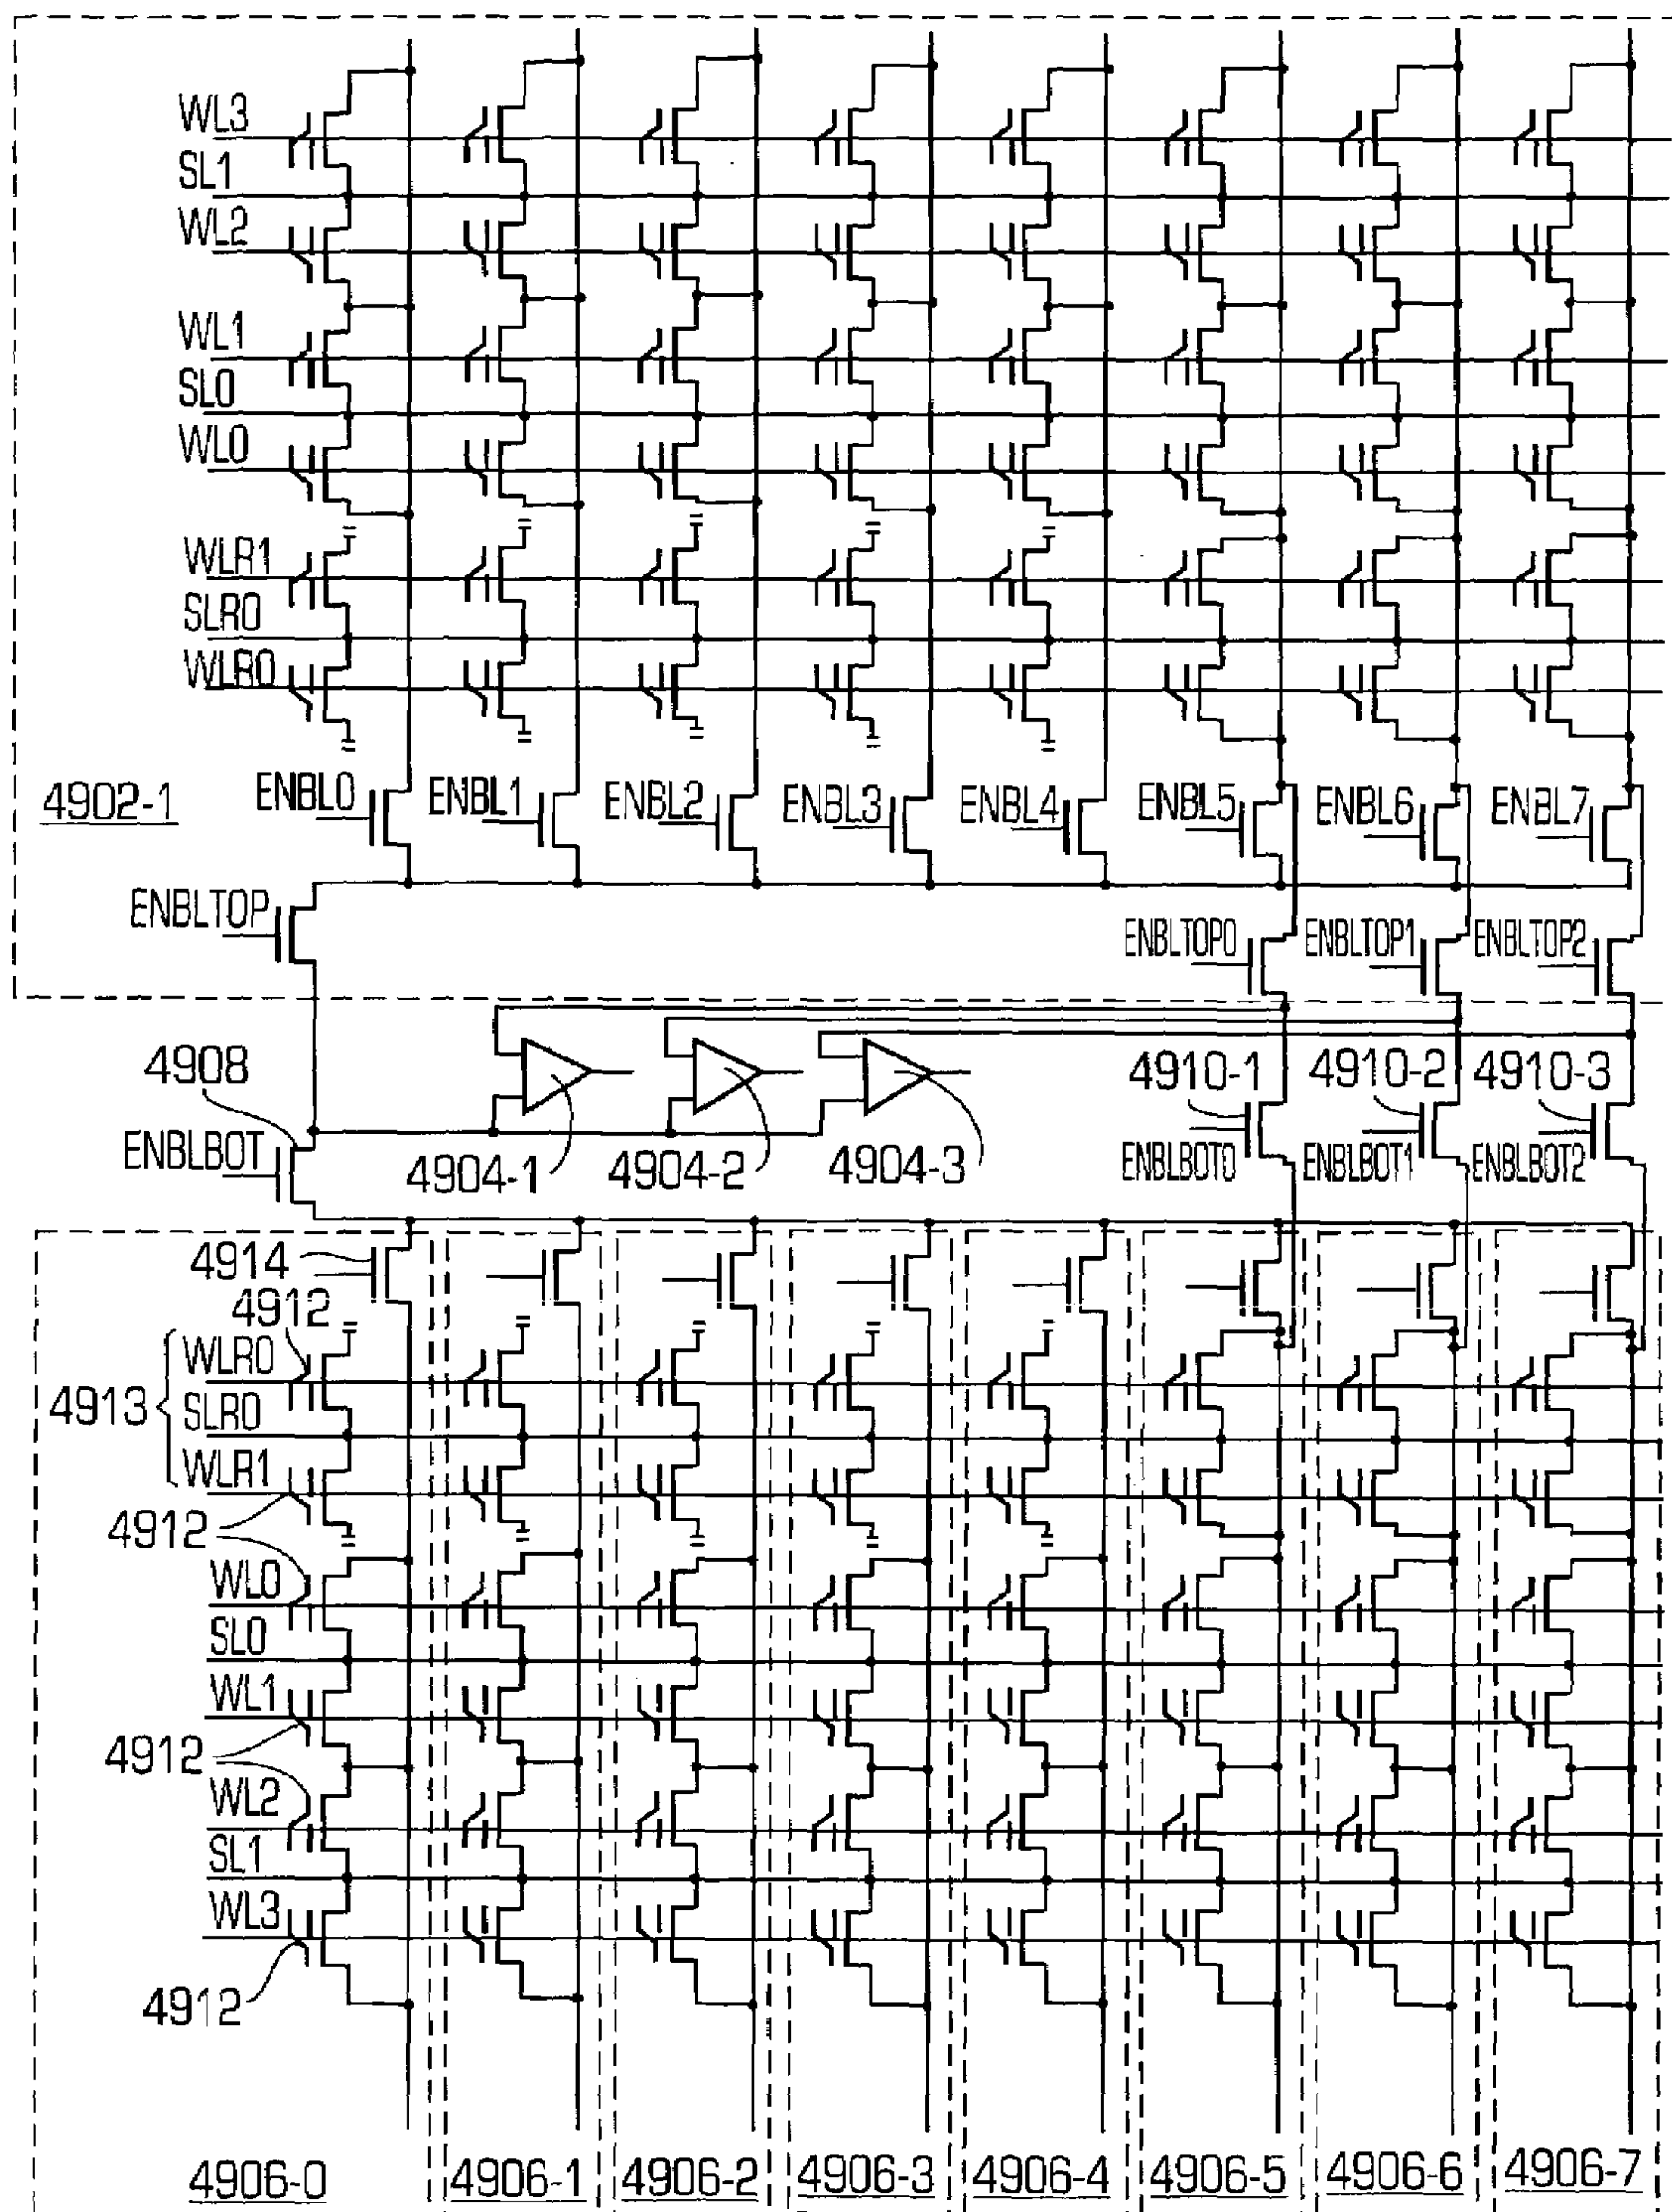 WL3
SL1
WL2
WL1
SL0
WL0
WLR1
SLR0
WLR0
4902-1
ENBL0 ENBL1 ENBL2 ENBL3 ENBL4 ENBL5 ENBL6 ENBL7
ENBLTOP ENBLTOP0 ENBLTOP1 ENBLTOP2
4908 4910-1 4910-2 4910-3
ENBLBOT 4904-1 4904-2 4904-3 ENBLBOT0 ENBLBOT1 ENBLBOT2
4914
4912
WLR0
4913 SLR0
WLR1
4912
WL0
SL0
WL1
4912
WL2
SL1
WL3
4912
4906-0 4906-1 4906-2 4906-3 4906-4 4906-5 4906-6 4906-7